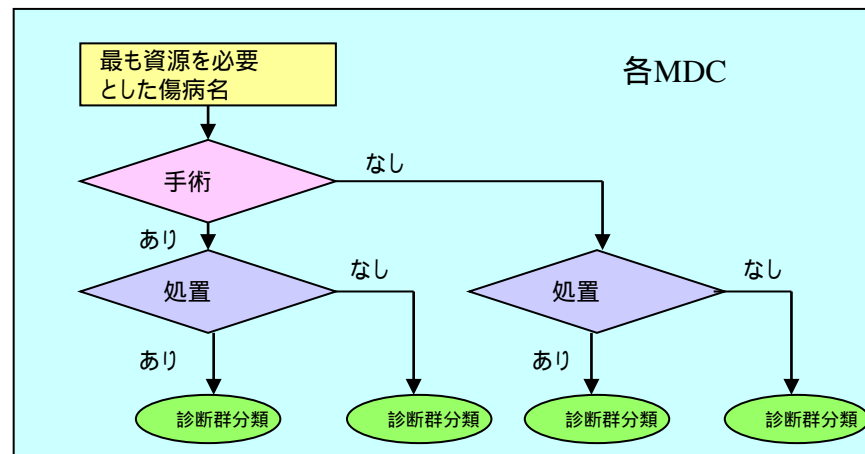 最も資源を必要
とした傷病名
各MDC
手術
なし
あり
処置
なし
処置
なし
あり
あり
診断群分類
診断群分類
診断群分類
診断群分類